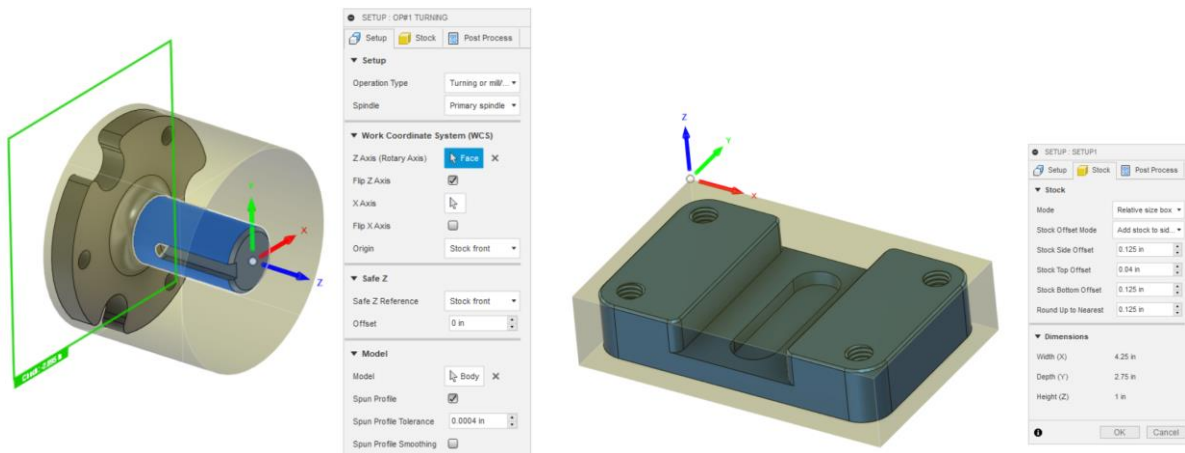 SETUP : OP#1 TURNING
Setup Stock Post Process
Setup
Operation Type Turning or mill/...
Spindle Primary spindle
Work Coordinate System (WCS)
Z Axis (Rotary Axis) Face
Flip Z Axis
X Axis
Flip X Axis
Origin Stock front
Safe Z
Safe Z Reference Stock front
Offset 0 in
Model
Model Body
Spun Profile
Spun Profile Tolerance 0.0004 in
Spun Profile Smoothing
Y
X
Z
Z
Y
X
SETUP : SETUP1
Setup Stock Post Process
Stock
Mode Relative size box
Stock Offset Mode Add stock to sid...
Stock Side Offset 0.125 in
Stock Top Offset 0.04 in
Stock Bottom Offset 0.125 in
Round Up to Nearest 0.125 in
Dimensions
Width (X) 4.25 in
Depth (Y) 2.75 in
Height (Z) 1 in
OK Cancel